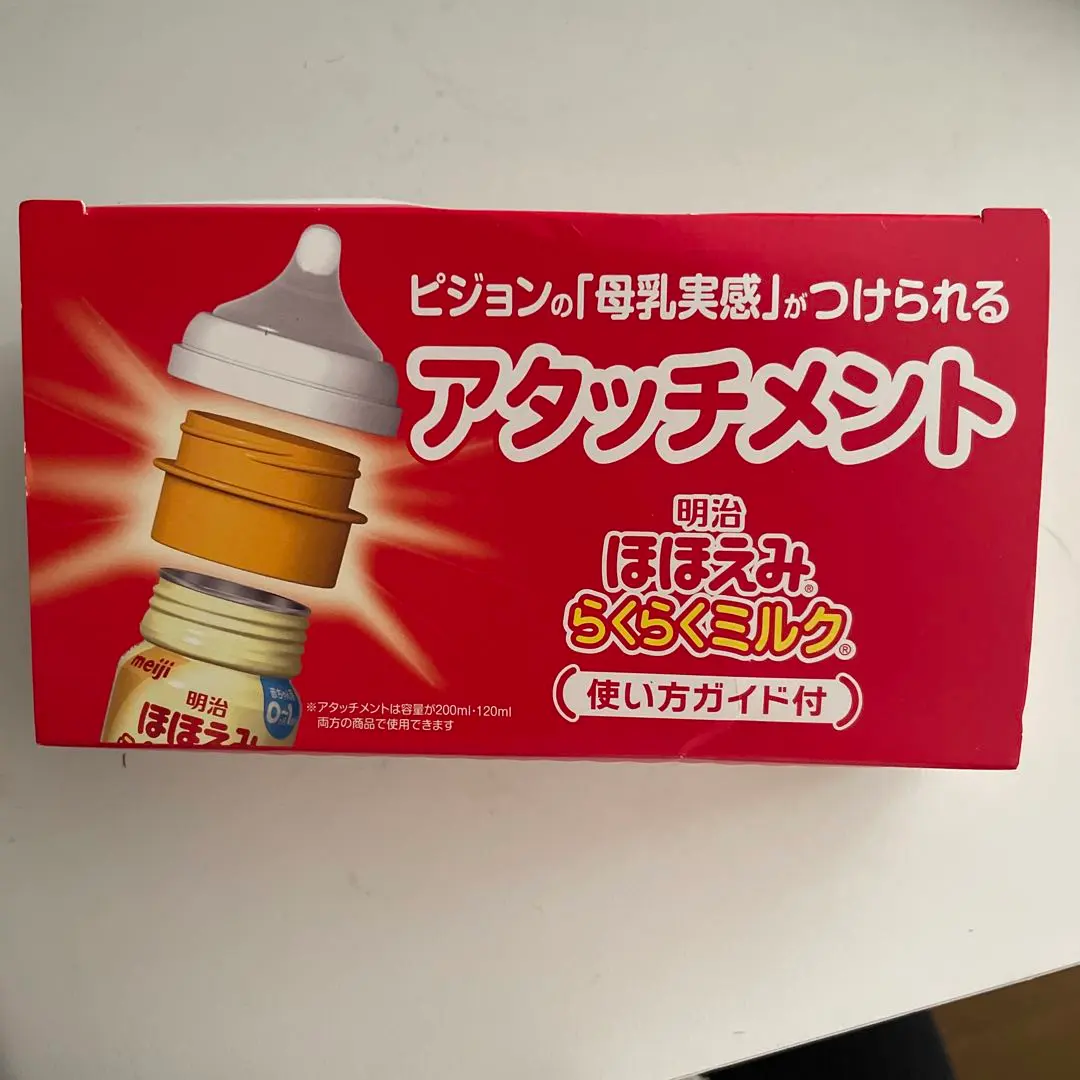 ピジョンの「母乳実感」がつけられる
アタッチメント
明治
ほほえみ®
らくらくミルク®
(使い方ガイド付)
※アタッチメントは容量が200ml・120ml
両方の商品で使用できます
meiji
明治
ほほえみ